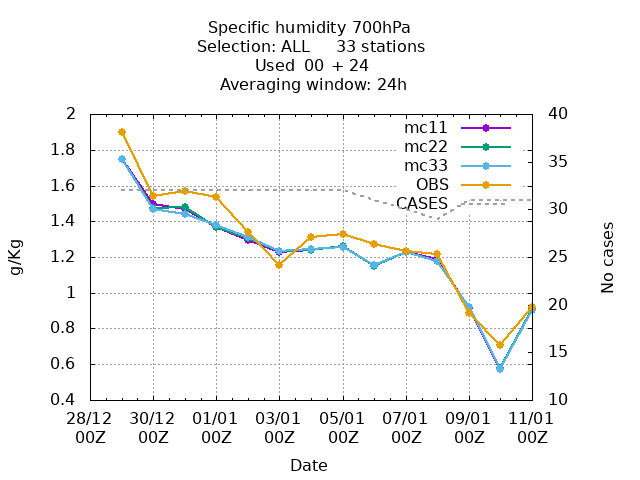 Specific humidity 700hPa
Selection: ALL 33 stations
Used 00 + 24
Averaging window: 24h
g/Kg
2
1.8
1.6
1.4
1.2
1
0.8
0.6
0.4
mc11
mc22
mc33
OBS
CASES
40
35
30
25
20
15
10
No cases
28/12 30/12 01/01 03/01 05/01 07/01 09/01 11/01
00Z 00Z 00Z 00Z 00Z 00Z 00Z 00Z
Date